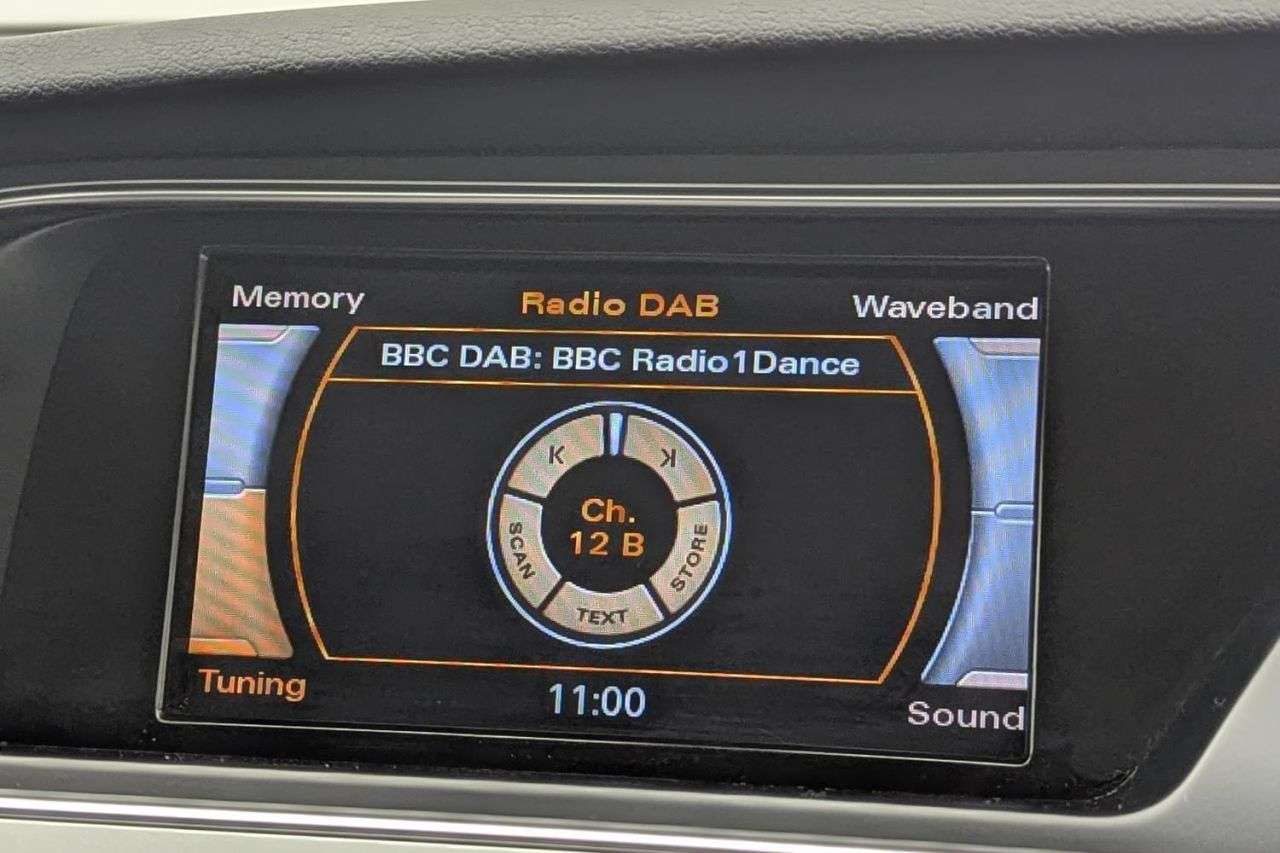 Memory
Radio DAB
Waveband
BBC DAB: BBC Radio1Dance
Ch.
12 B
SCAN
STORE
TEXT
Tuning
11:00
Sound